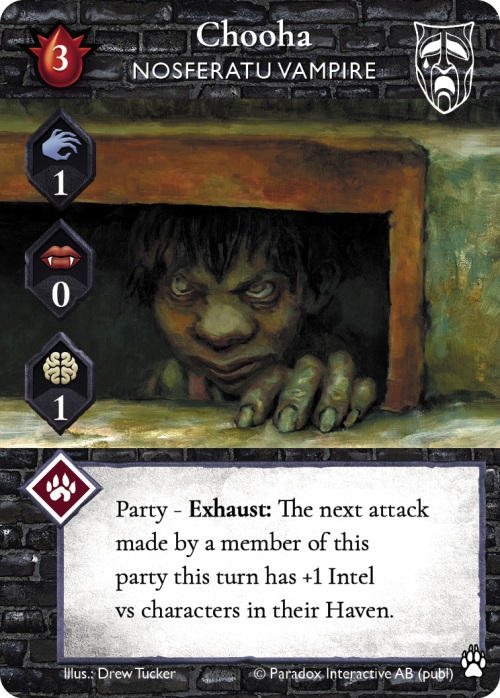 3
Chooha
NOSFERATU VAMPIRE
1
0
1
Party - Exhaust: The next attack
made by a member of this
party this turn has +1 Intel
vs characters in their Haven.
Illus.: Drew Tucker © Paradox Interactive AB (publ)